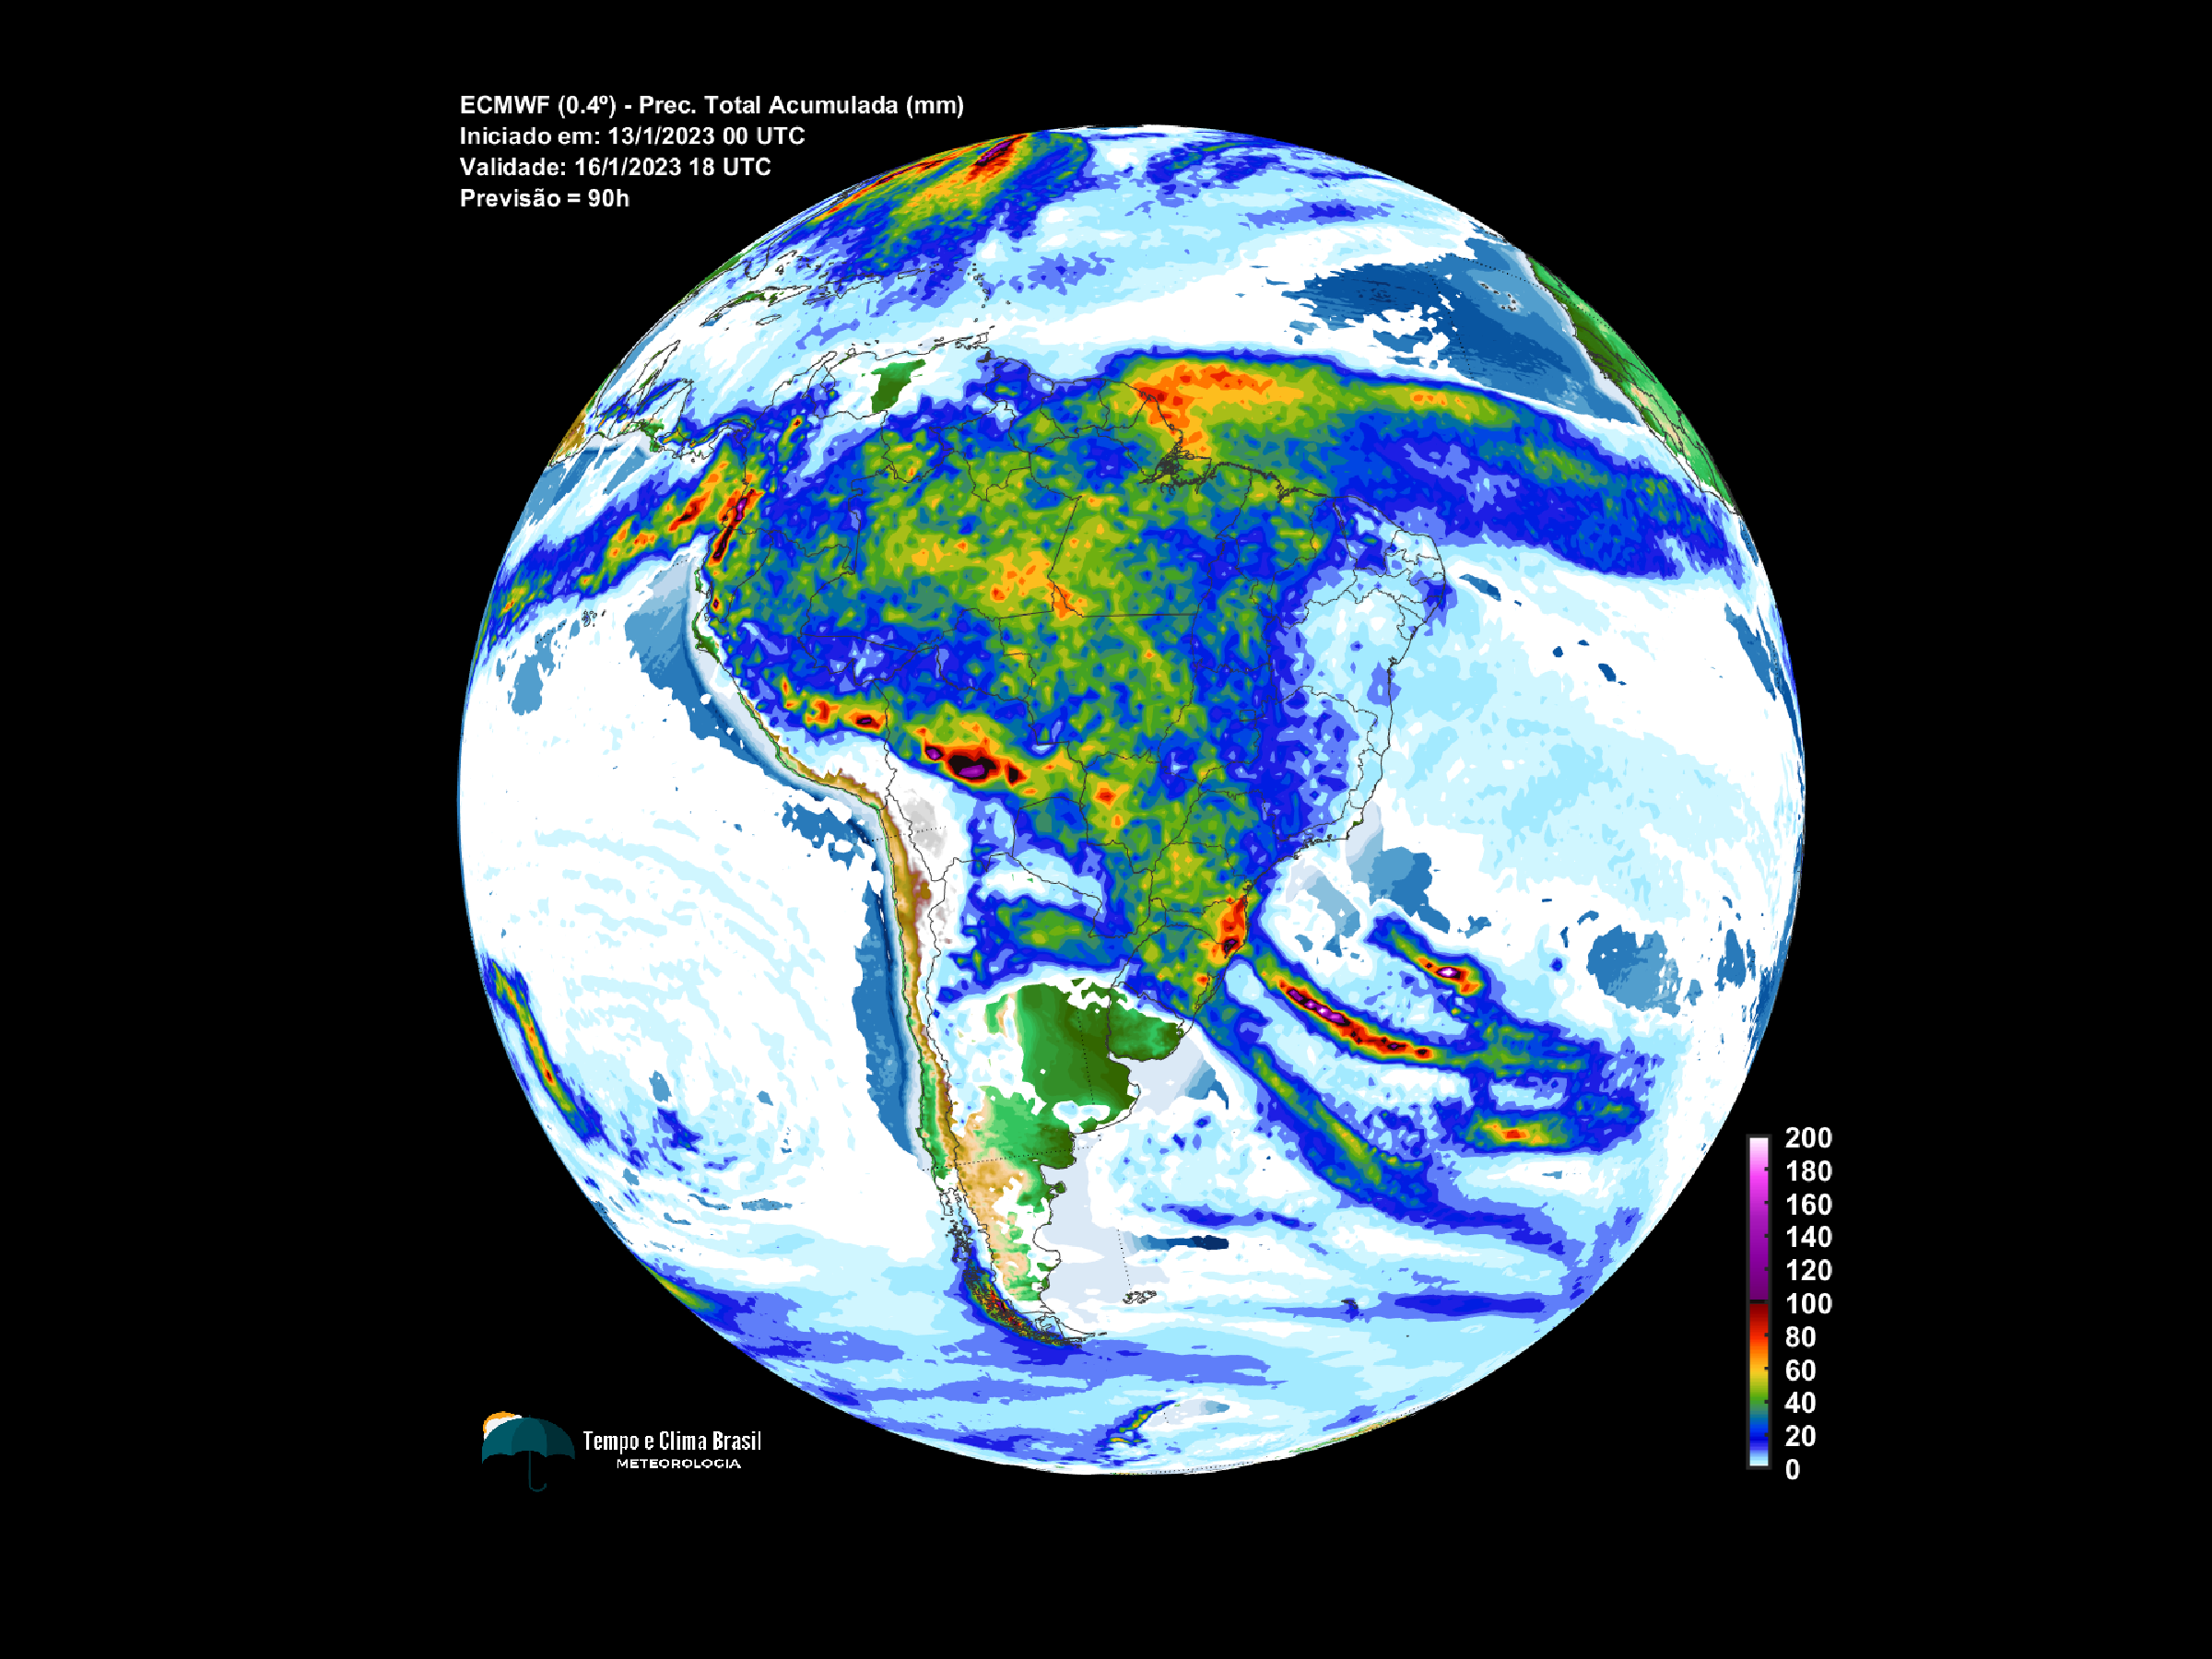 ECMWF (0.4º) - Prec. Total Acumulada (mm)
Iniciado em: 13/1/2023 00 UTC
Validade: 16/1/2023 18 UTC
Previsão = 90h
200
180
160
140
120
100
80
60
40
20
0
Tempo e Clima Brasil
METEOROLOGIA